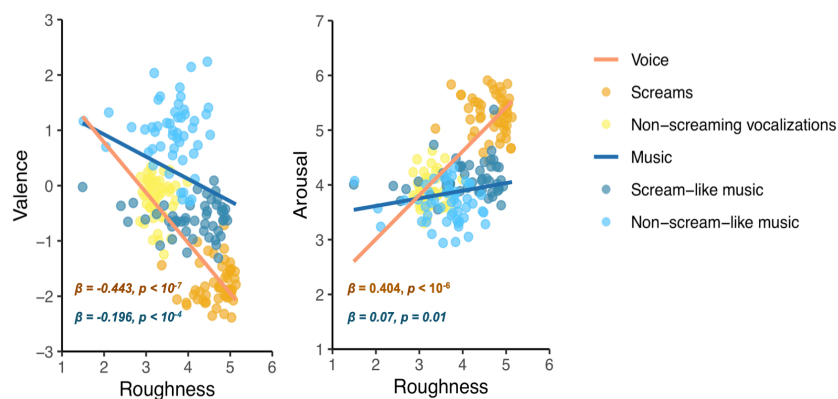 3
2
1
0
−1
−2
−3
Valence
1
2
3
4
5
6
Roughness
β = -0.443, p < 10⁻⁷
β = -0.196, p < 10⁻⁴
7
6
5
4
3
2
1
Arousal
1
2
3
4
5
6
Roughness
β = 0.404, p < 10⁻⁶
β = 0.07, p = 0.01
Voice
Screams
Non−screaming vocalizations
Music
Scream−like music
Non−scream−like music